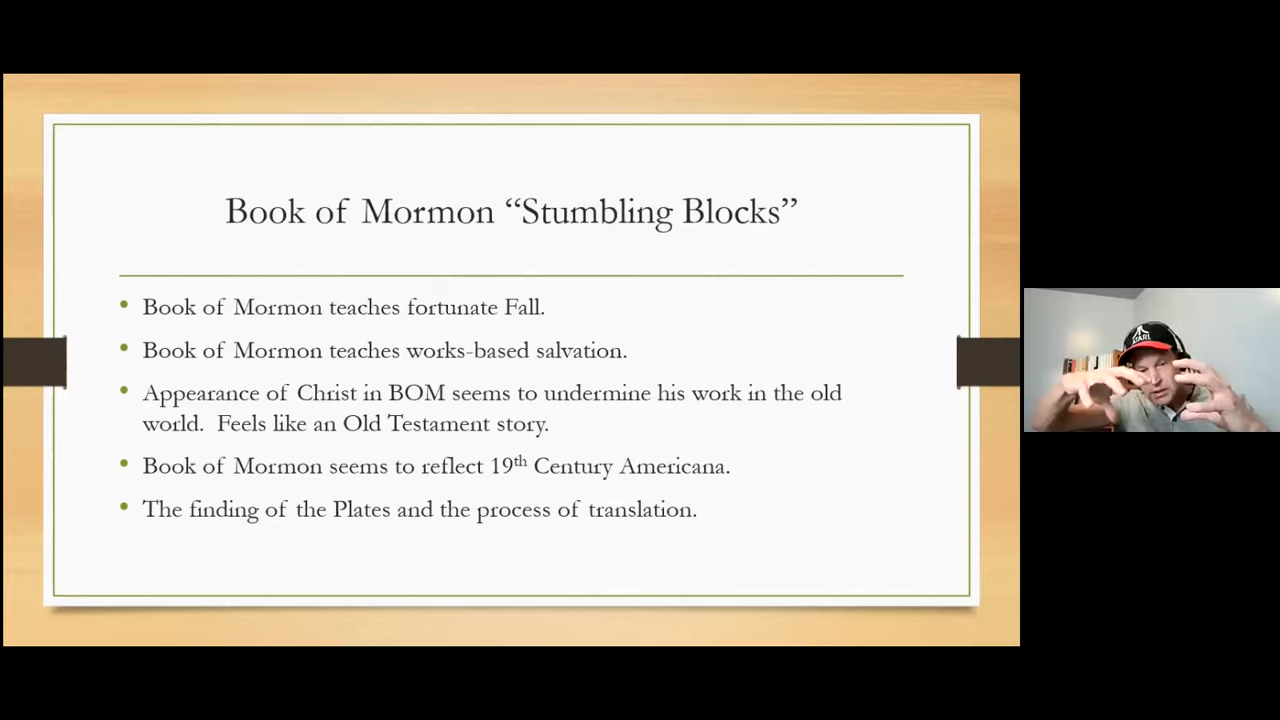 Book of Mormon “Stumbling Blocks”
• Book of Mormon teaches fortunate Fall.
• Book of Mormon teaches works-based salvation.
• Appearance of Christ in BOM seems to undermine his work in the old
world.  Feels like an Old Testament story.
• Book of Mormon seems to reflect 19th Century Americana.
• The finding of the Plates and the process of translation.
ATARI